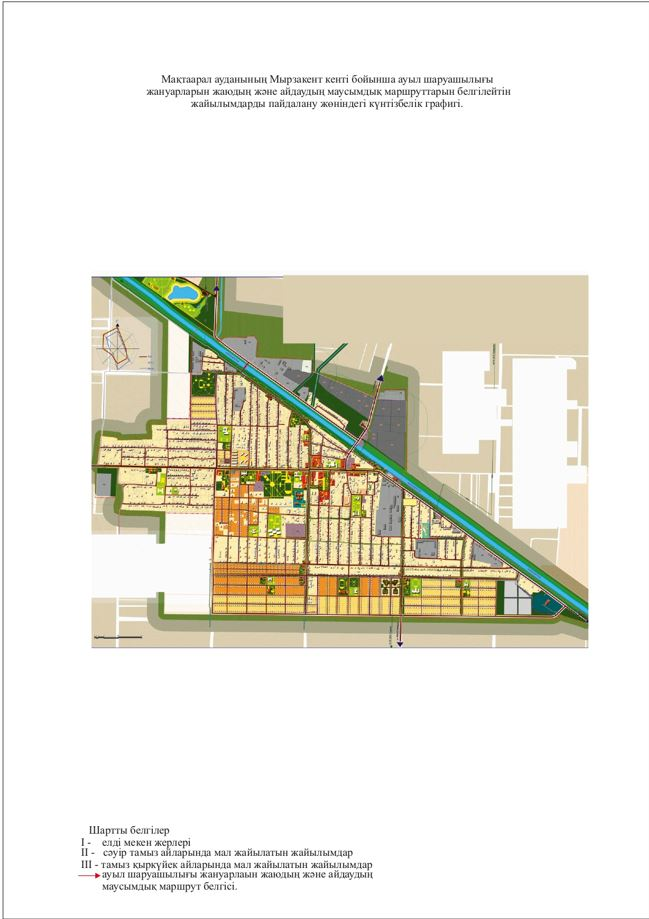 Мақтаарал ауданының Мырзакент кенті бойынша ауыл шаруашылығы
жануарларын жаюдың және айдаудың маусымдық маршруттарын белгілейтін
жайылымдарды пайдалану жөніндегі күнтізбелік графигі.
Шартты белгілер
I - елді мекен жерлері
II - сәуір тамыз айларында мал жайылатын жайылымдар
III - тамыз қыркүйек айларында мал жайылатын жайылымдар
ауыл шаруашылығы жануарлаын жаюдың және айдаудың
маусымдық маршрут белгісі.